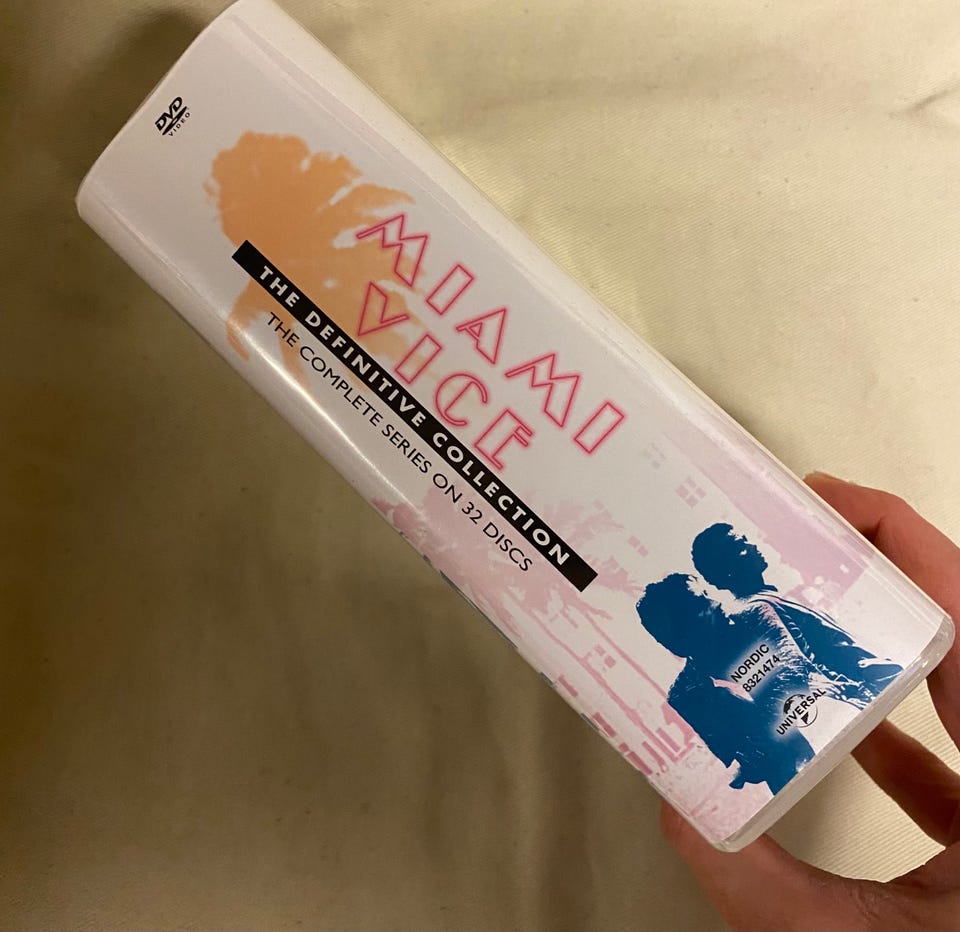 DVD
VIDEO
MIAMI
VICE
THE DEFINITIVE COLLECTION
THE COMPLETE SERIES ON 32 DISCS
NORDIC
8321474
UNIVERSAL